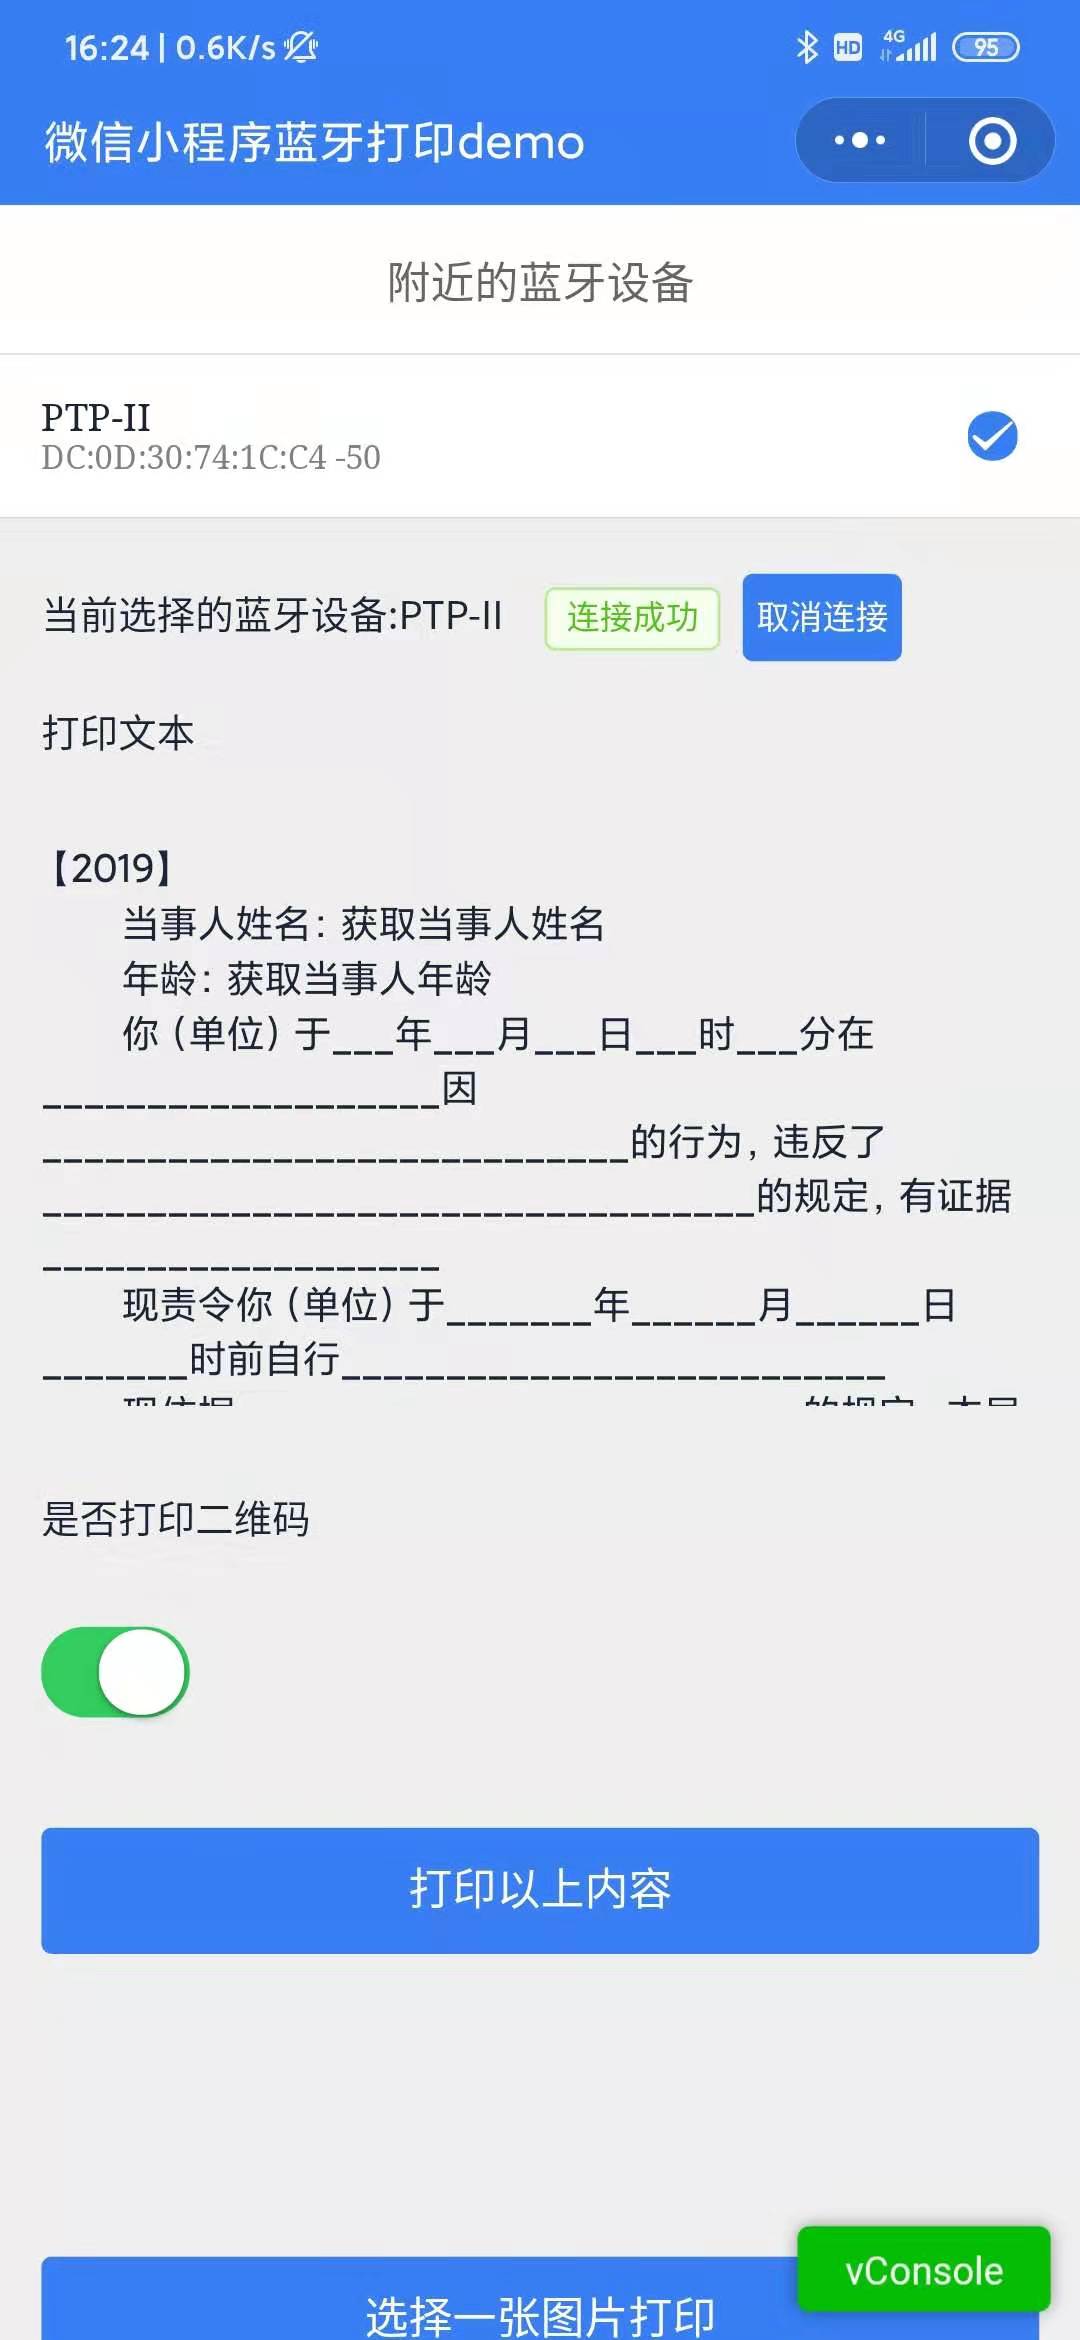 16:24 | 0.6K/s
HD 4G 95
微信小程序蓝牙打印demo
附近的蓝牙设备
PTP-II
DC:0D:30:74:1C:C4 -50
当前选择的蓝牙设备:PTP-II 连接成功 取消连接
打印文本
【2019】
当事人姓名：获取当事人姓名
年龄：获取当事人年龄
你（单位）于___年___月___日___时___分在
___________________因
____________________________的行为，违反了
__________________________________的规定，有证据
___________________
现责令你（单位）于_______年______月______日
_______时前自行__________________________
是否打印二维码
打印以上内容
vConsole
选择一张图片打印